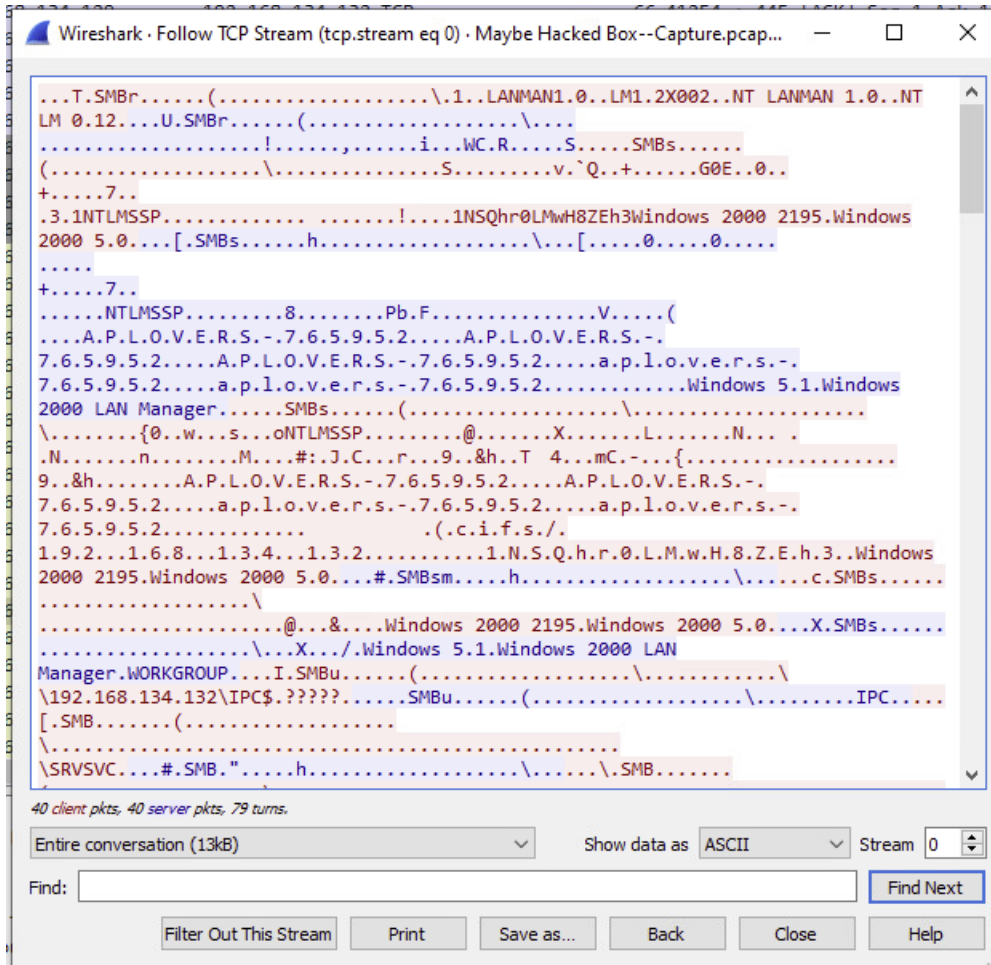 Wireshark · Follow TCP Stream (tcp.stream eq 0) · Maybe Hacked Box--Capture.pcap...
...T.SMBr......(...................\.1..LANMAN1.0..LM1.2X002..NT LANMAN 1.0..NT
LM 0.12....U.SMBr......(...................\....
....................!......,......i...WC.R.....S.....SMBs......
(...................\...............S.........v.`Q..+......G0E..0..
+.....7..
.3.1NTLMSSP............. .......!....1NSQhr0LMwH8ZEh3Windows 2000 2195.Windows
2000 5.0....[.SMBs......h...................\...[.....0.....0.....
.....
+.....7..
......NTLMSSP.........8........Pb.F...............V.....(
....A.P.L.O.V.E.R.S.-.7.6.5.9.5.2.....A.P.L.O.V.E.R.S.-.
7.6.5.9.5.2.....A.P.L.O.V.E.R.S.-.7.6.5.9.5.2.....a.p.l.o.v.e.r.s.-.
7.6.5.9.5.2.....a.p.l.o.v.e.r.s.-.7.6.5.9.5.2.............Windows 5.1.Windows
2000 LAN Manager......SMBs......(...................\.....................
\........{0..w...s...oNTLMSSP.........@.......X.......L.......N... .
.N.......n........M....#:.J.C...r...9..&h..T 4...mC.-...{...................
9..&h........A.P.L.O.V.E.R.S.-.7.6.5.9.5.2.....A.P.L.O.V.E.R.S.-.
7.6.5.9.5.2.....a.p.l.o.v.e.r.s.-.7.6.5.9.5.2.....a.p.l.o.v.e.r.s.-.
7.6.5.9.5.2............. .(.c.i.f.s./.
1.9.2...1.6.8...1.3.4...1.3.2...........1.N.S.Q.h.r.0.L.M.w.H.8.Z.E.h.3..Windows
2000 2195.Windows 2000 5.0....#.SMBsm.....h...................\......c.SMBs......
...................\
......................@...&....Windows 2000 2195.Windows 2000 5.0....X.SMBs......
...................\...X.../.Windows 5.1.Windows 2000 LAN
Manager.WORKGROUP....I.SMBu......(...................\............\
\192.168.134.132\IPC$.?????.......SMBu......(...................\.........IPC.....
[.SMB.......(...................
\......................................................
\SRVSVC....#.SMB.".....h...................\......\.SMB.......
40 client pkts, 40 server pkts, 79 turns.
Entire conversation (13kB)
Show data as ASCII
Stream 0
Find:
Find Next
Filter Out This Stream
Print
Save as...
Back
Close
Help